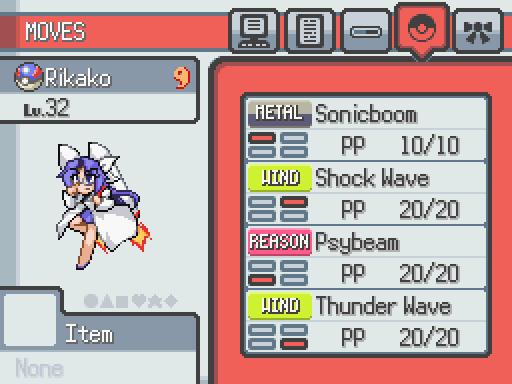 MOVES
Rikako
Lv.32
METAL Sonicboom
PP 10/10
WIND Shock Wave
PP 20/20
REASON Psybeam
PP 20/20
WIND Thunder Wave
PP 20/20
Item
None